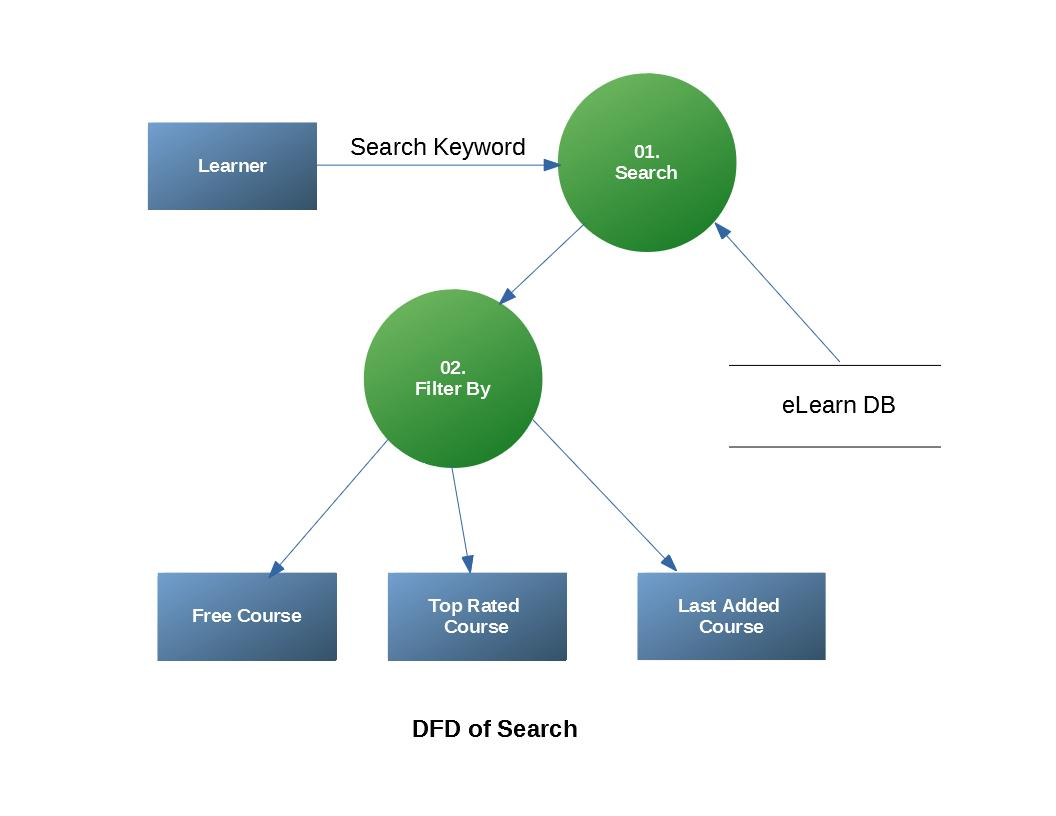 Learner
Search Keyword
01.
Search
02.
Filter By
eLearn DB
Free Course
Top Rated
Course
Last Added
Course
DFD of Search